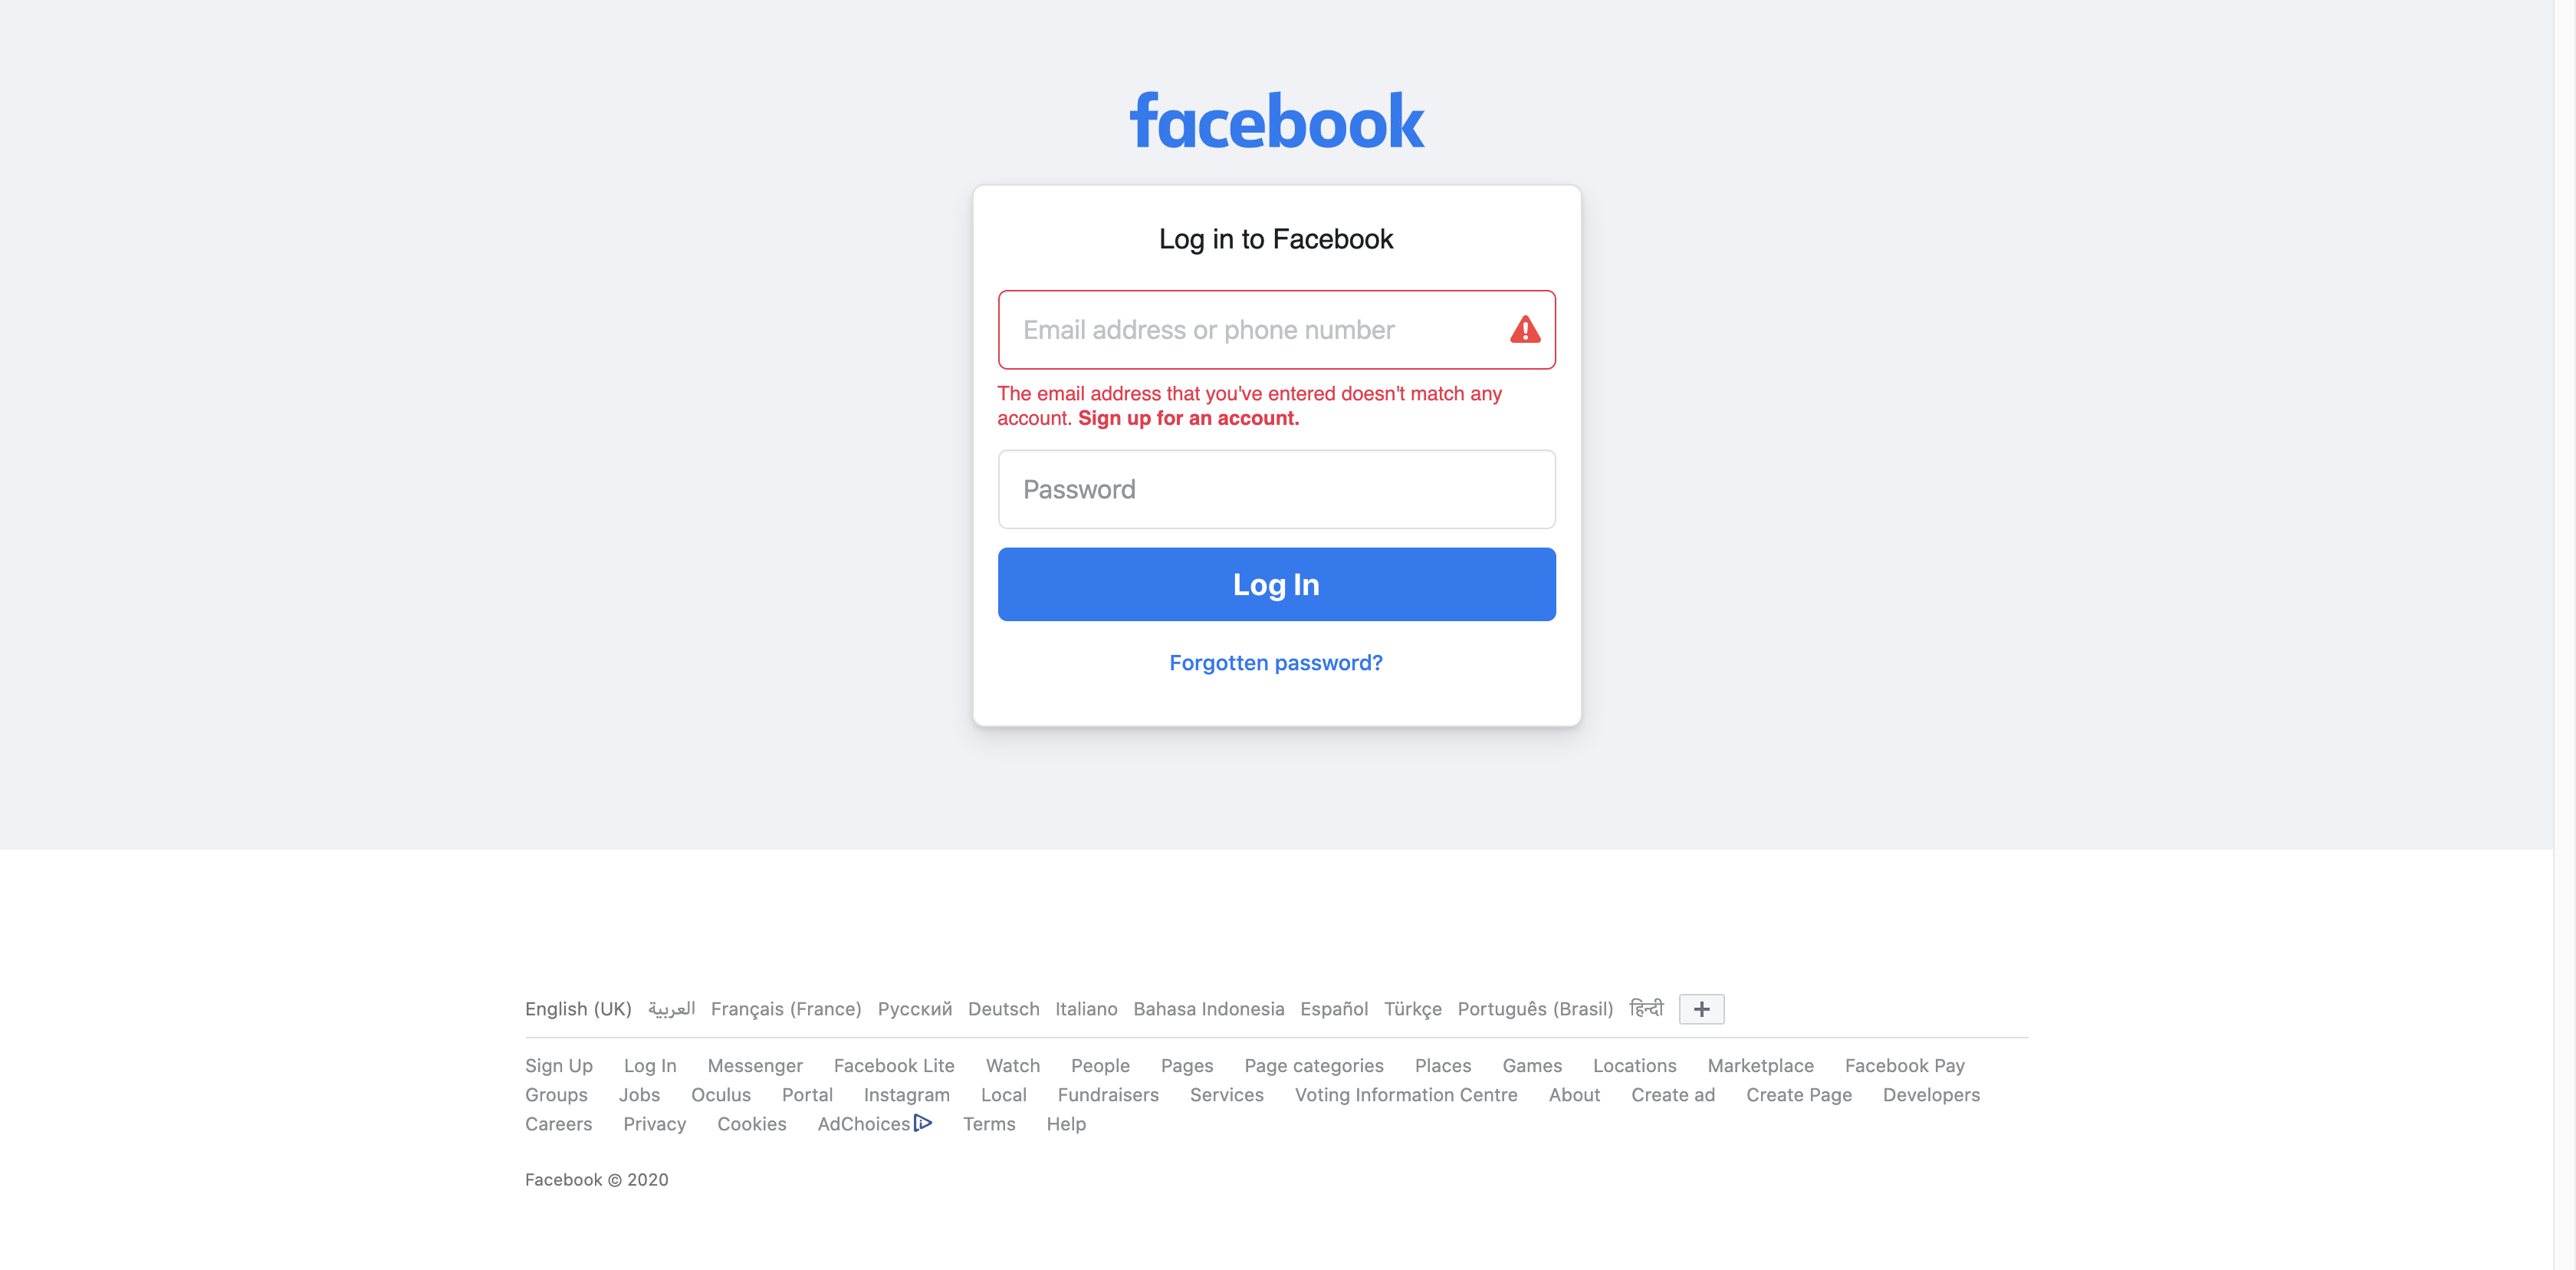 facebook
Log in to Facebook
Email address or phone number
The email address that you've entered doesn't match any
account. Sign up for an account.
Password
Log In
Forgotten password?
English (UK) العربية Français (France) Русский Deutsch Italiano Bahasa Indonesia Español Türkçe Português (Brasil) हिन्दी +
Sign Up Log In Messenger Facebook Lite Watch People Pages Page categories Places Games Locations Marketplace Facebook Pay
Groups Jobs Oculus Portal Instagram Local Fundraisers Services Voting Information Centre About Create ad Create Page Developers
Careers Privacy Cookies AdChoices Terms Help
Facebook © 2020